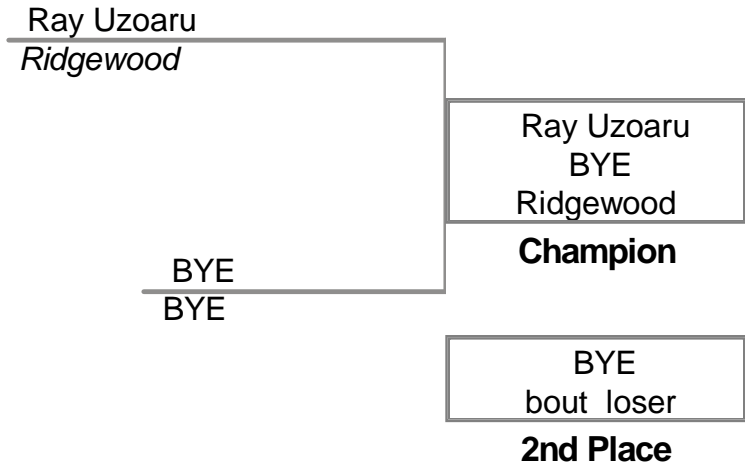 Ray Uzoaru
Ridgewood
Ray Uzoaru
BYE
Ridgewood
Champion
BYE
BYE
BYE
bout loser
2nd Place